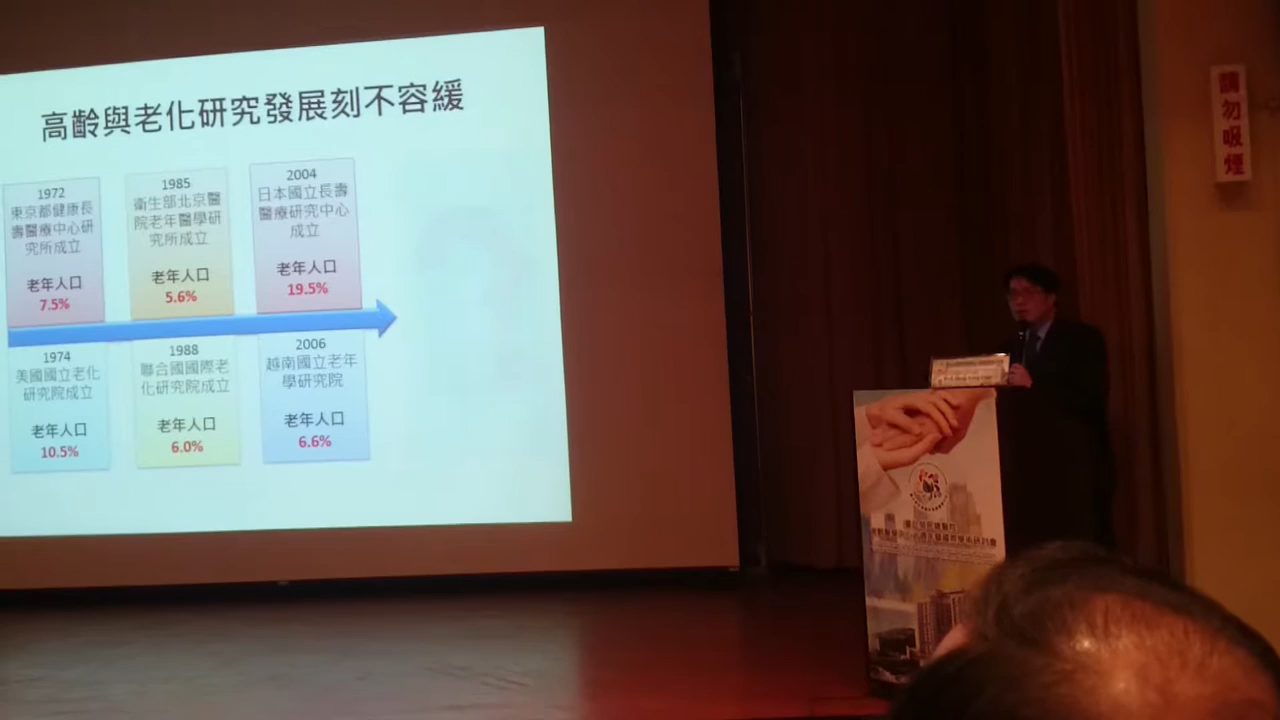 高齡與老化研究發展刻不容緩
1972
東京都健康長
壽醫療中心研
究所成立
老年人口
7.5%
1985
衛生部北京醫
院老年醫學研
究所成立
老年人口
5.6%
2004
日本國立長壽
醫療研究中心
成立
老年人口
19.5%
1974
美國國立老化
研究院成立
老年人口
10.5%
1988
聯合國國際老
化研究院成立
老年人口
6.0%
2006
越南國立老年
學研究院
老年人口
6.6%
請勿吸煙